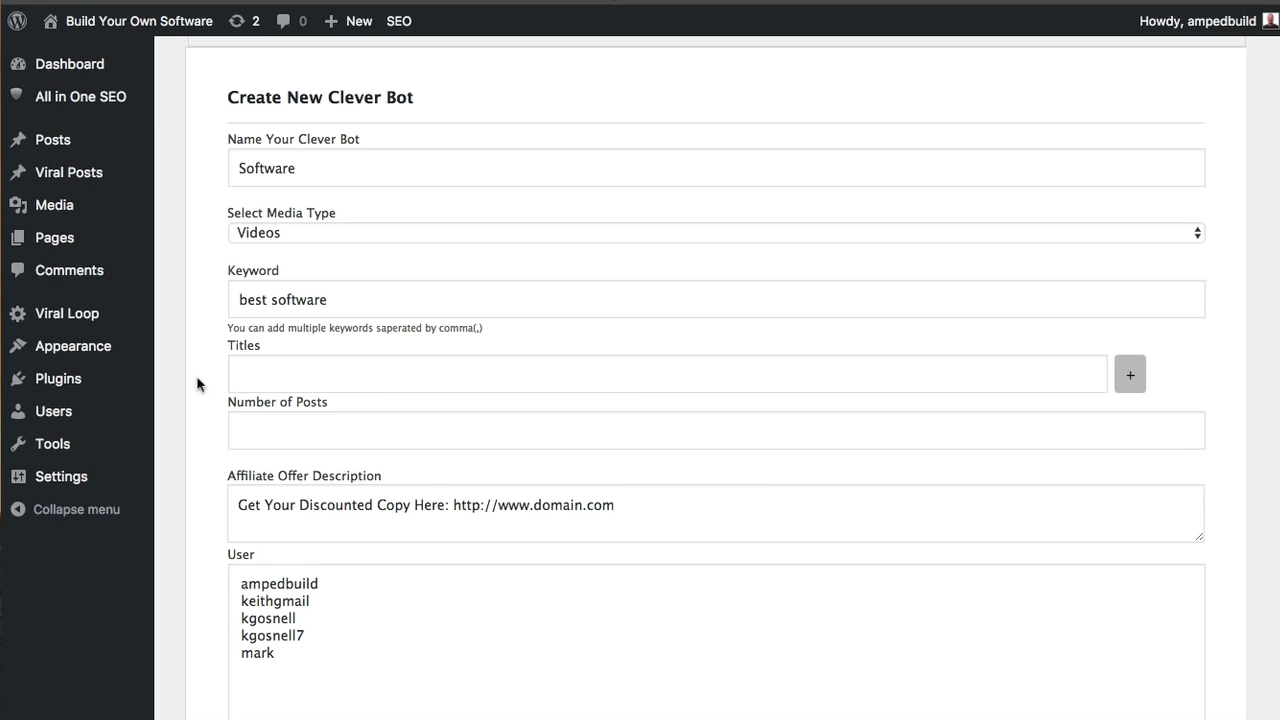 Build Your Own Software 2 0 New SEO Howdy, ampedbuild
Dashboard
All in One SEO
Posts
Viral Posts
Media
Pages
Comments
Viral Loop
Appearance
Plugins
Users
Tools
Settings
Collapse menu
Create New Clever Bot
Name Your Clever Bot
Software
Select Media Type
Videos
Keyword
best software
You can add multiple keywords saperated by comma(,)
Titles
+
Number of Posts
Affiliate Offer Description
Get Your Discounted Copy Here: http://www.domain.com
User
ampedbuild
keithgmail
kgosnell
kgosnell7
mark